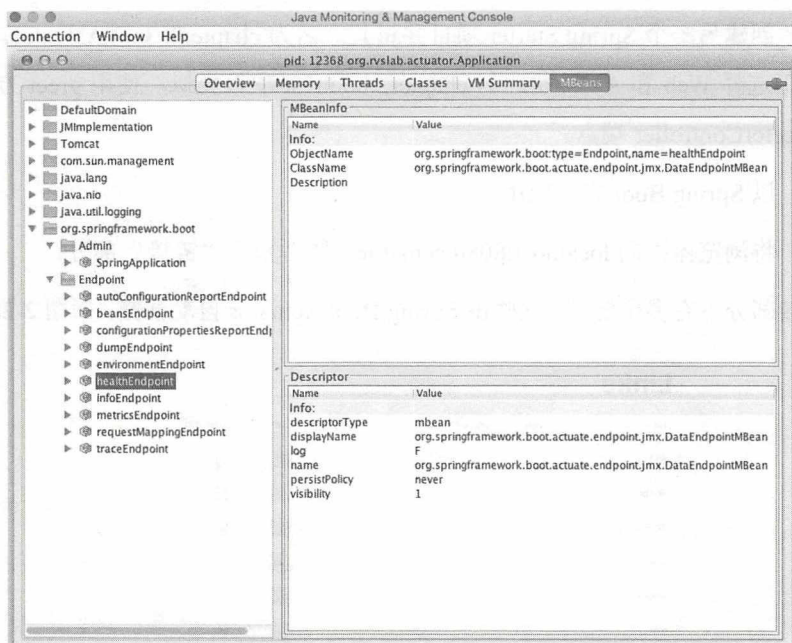 Java Monitoring & Management Console
Connection Window Help
pid: 12368 org.rvslab.actuator.Application
Overview Memory Threads Classes VM Summary MBeans
DefaultDomain
JMImplementation
Tomcat
com.sun.management
java.lang
java.nio
java.util.logging
org.springframework.boot
Admin
SpringApplication
Endpoint
autoConfigurationReportEndpoint
beansEndpoint
configurationPropertiesReportEndp
dumpEndpoint
environmentEndpoint
healthEndpoint
infoEndpoint
metricsEndpoint
requestMappingEndpoint
traceEndpoint
MBeanInfo
Name Value
Info:
ObjectName org.springframework.boot:type=Endpoint,name=healthEndpoint
ClassName org.springframework.boot.actuate.endpoint.jmx.DataEndpointMBean
Description
Descriptor
Name Value
Info:
descriptorType mbean
displayName org.springframework.boot.actuate.endpoint.jmx.DataEndpointMBean
log F
name org.springframework.boot.actuate.endpoint.jmx.DataEndpointMBean
persistPolicy never
visibility 1